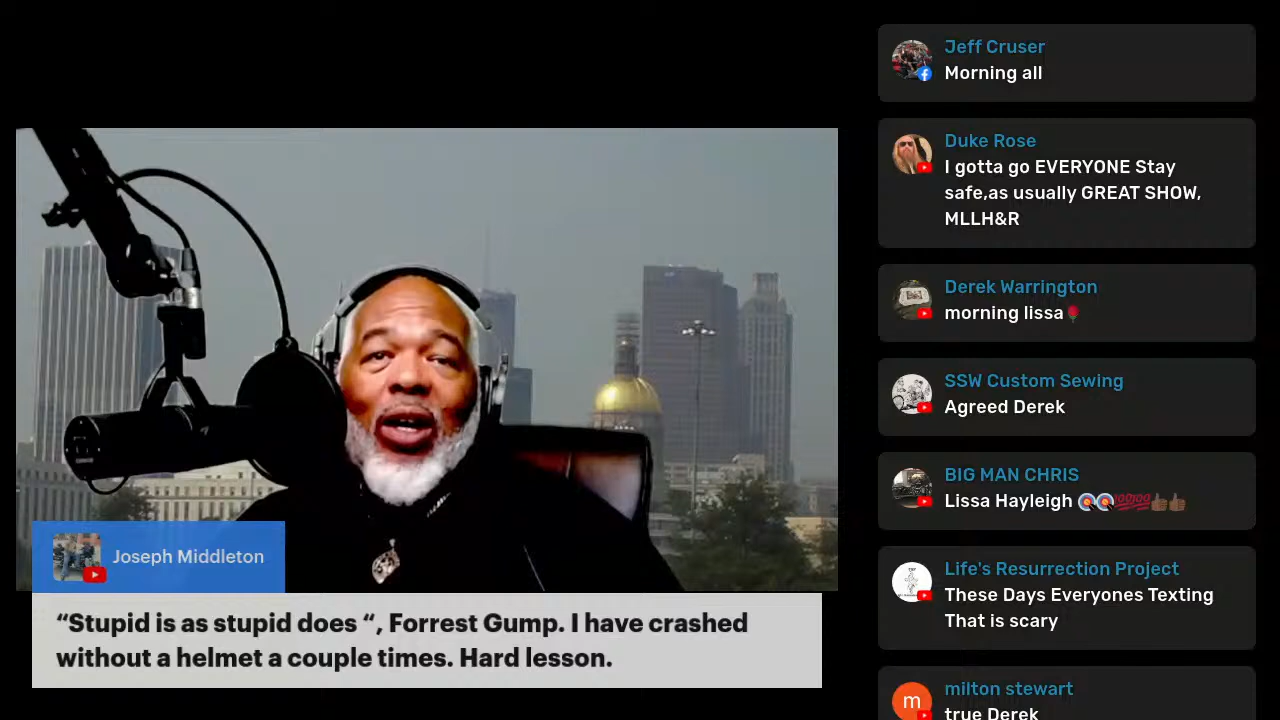 Jeff Cruser
Morning all
Duke Rose
I gotta go EVERYONE Stay
safe,as usually GREAT SHOW,
MLLH&R
Derek Warrington
morning lissa🌹
SSW Custom Sewing
Agreed Derek
BIG MAN CHRIS
Lissa Hayleigh 🎯🎯💯💯👍🏾👍🏾
Life's Resurrection Project
These Days Everyones Texting
That is scary
m
milton stewart
true Derek
Joseph Middleton
“Stupid is as stupid does “, Forrest Gump. I have crashed
without a helmet a couple times. Hard lesson.